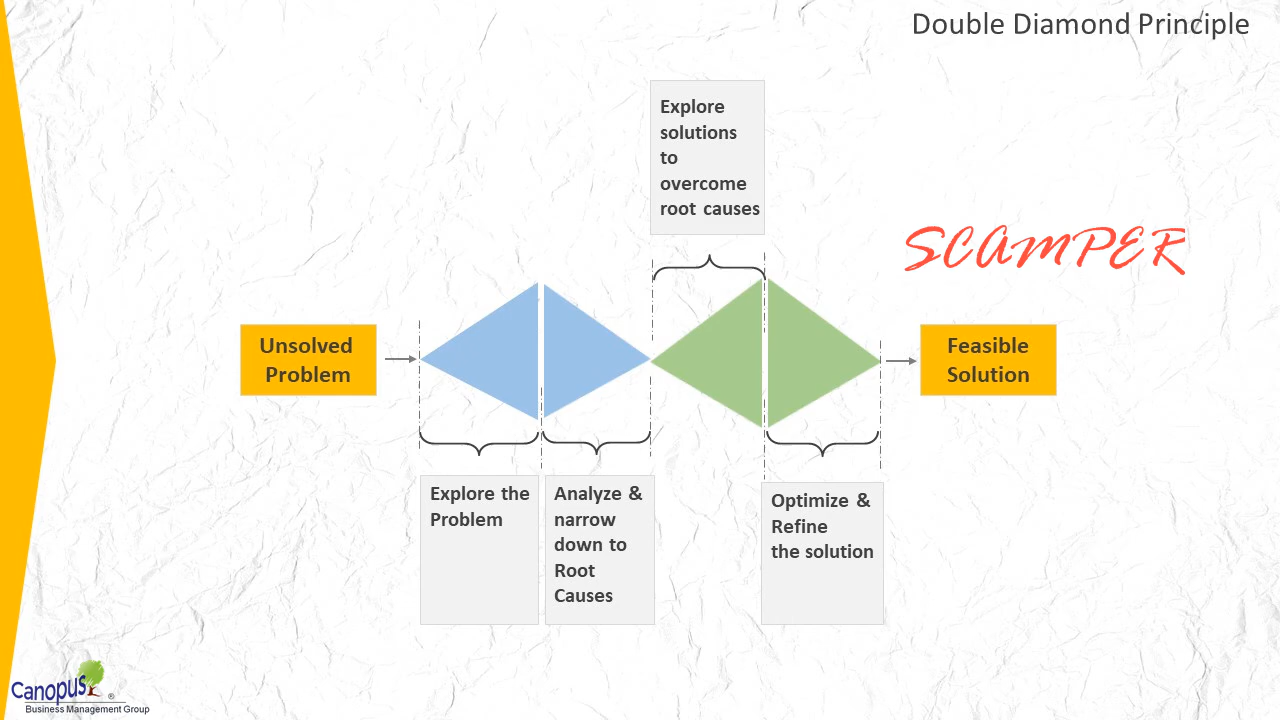 Double Diamond Principle
Explore
solutions
to
overcome
root causes
SCAMPER
Unsolved
Problem
Feasible
Solution
Explore the
Problem
Analyze &
narrow
down to
Root
Causes
Optimize &
Refine
the solution
Canopus ®
Business Management Group